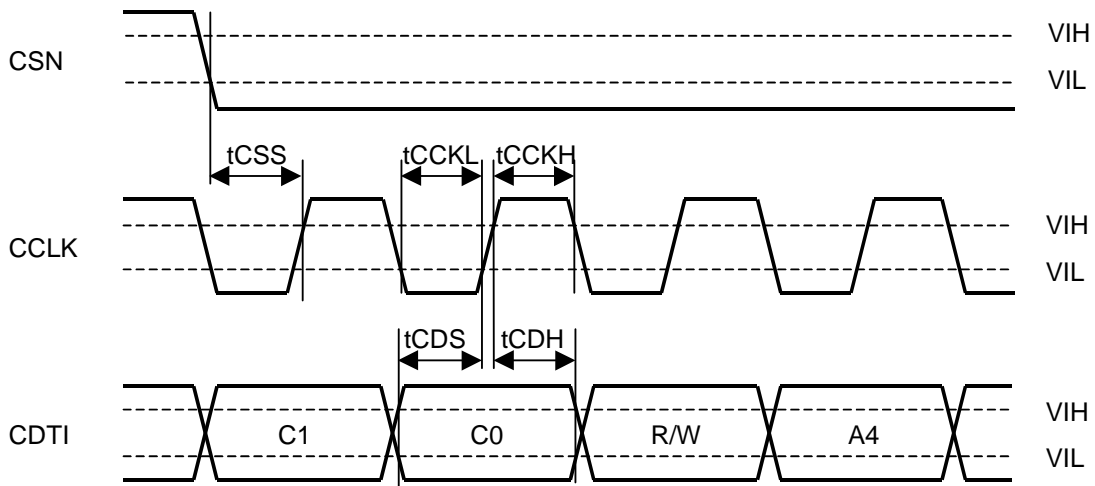 VIH
CSN
VIL
tCSS
tCCKL
tCCKH
VIH
CCLK
VIL
tCDS
tCDH
VIH
CDTI
C1
C0
R/W
A4
VIL